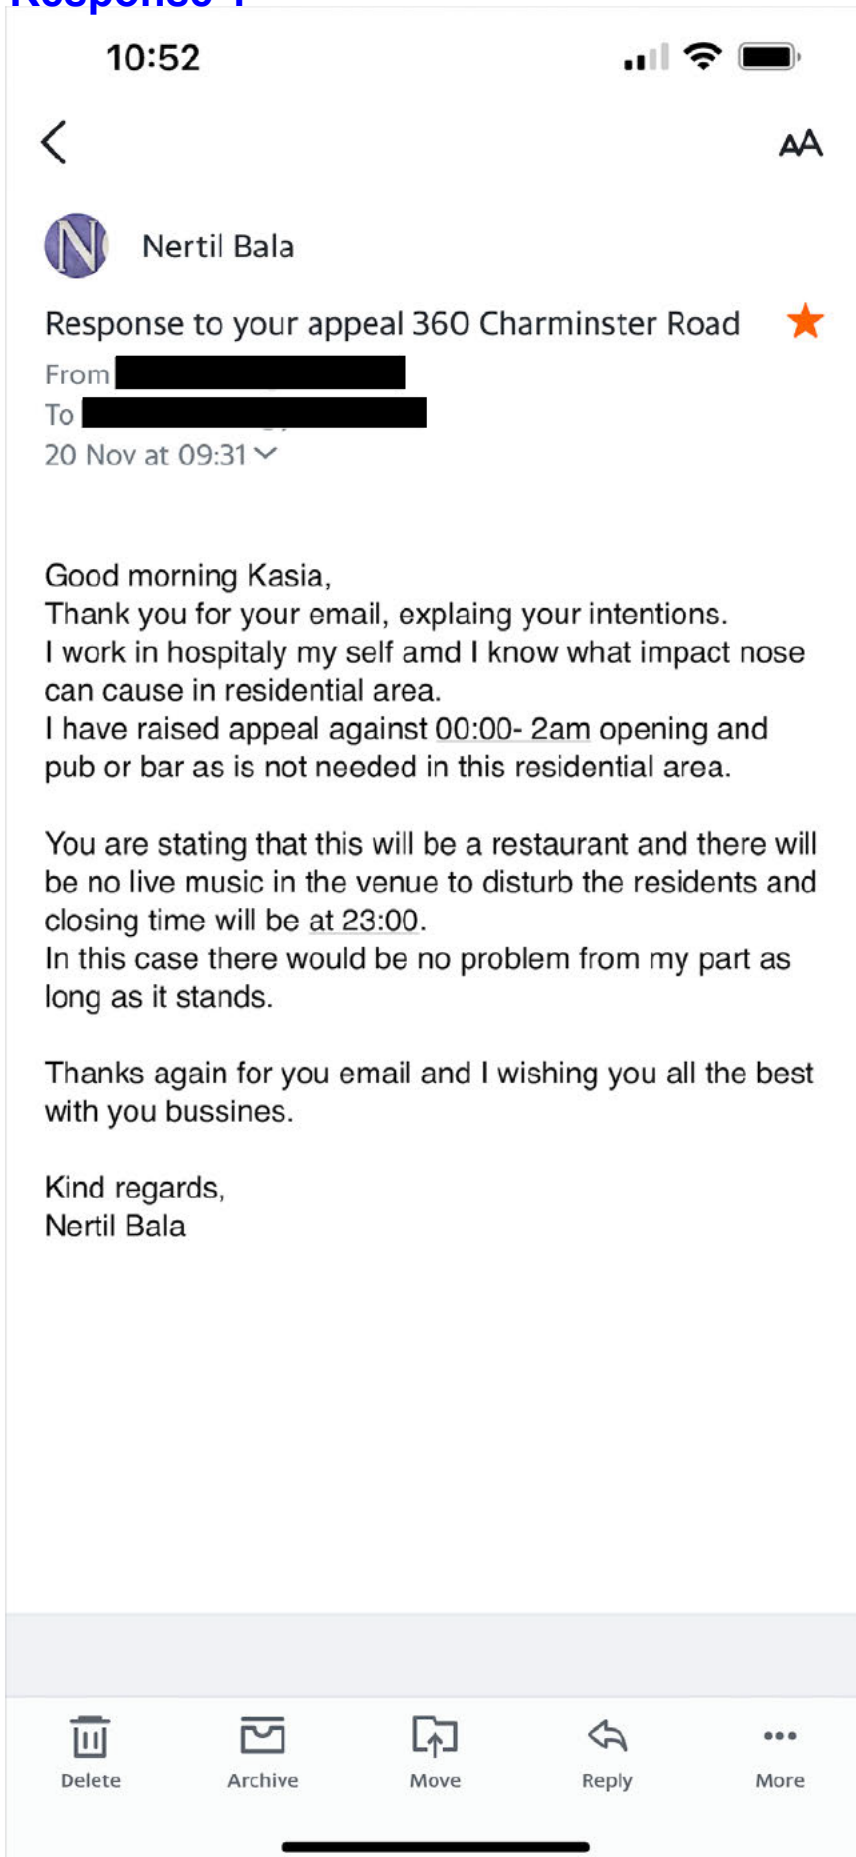 10:52
AA
N Nertil Bala
Response to your appeal 360 Charminster Road
From
To
20 Nov at 09:31
Good morning Kasia,
Thank you for your email, explaing your intentions.
I work in hospitaly my self amd I know what impact nose
can cause in residential area.
I have raised appeal against 00:00- 2am opening and
pub or bar as is not needed in this residential area.
You are stating that this will be a restaurant and there will
be no live music in the venue to disturb the residents and
closing time will be at 23:00.
In this case there would be no problem from my part as
long as it stands.
Thanks again for you email and I wishing you all the best
with you bussines.
Kind regards,
Nertil Bala
Delete Archive Move Reply More